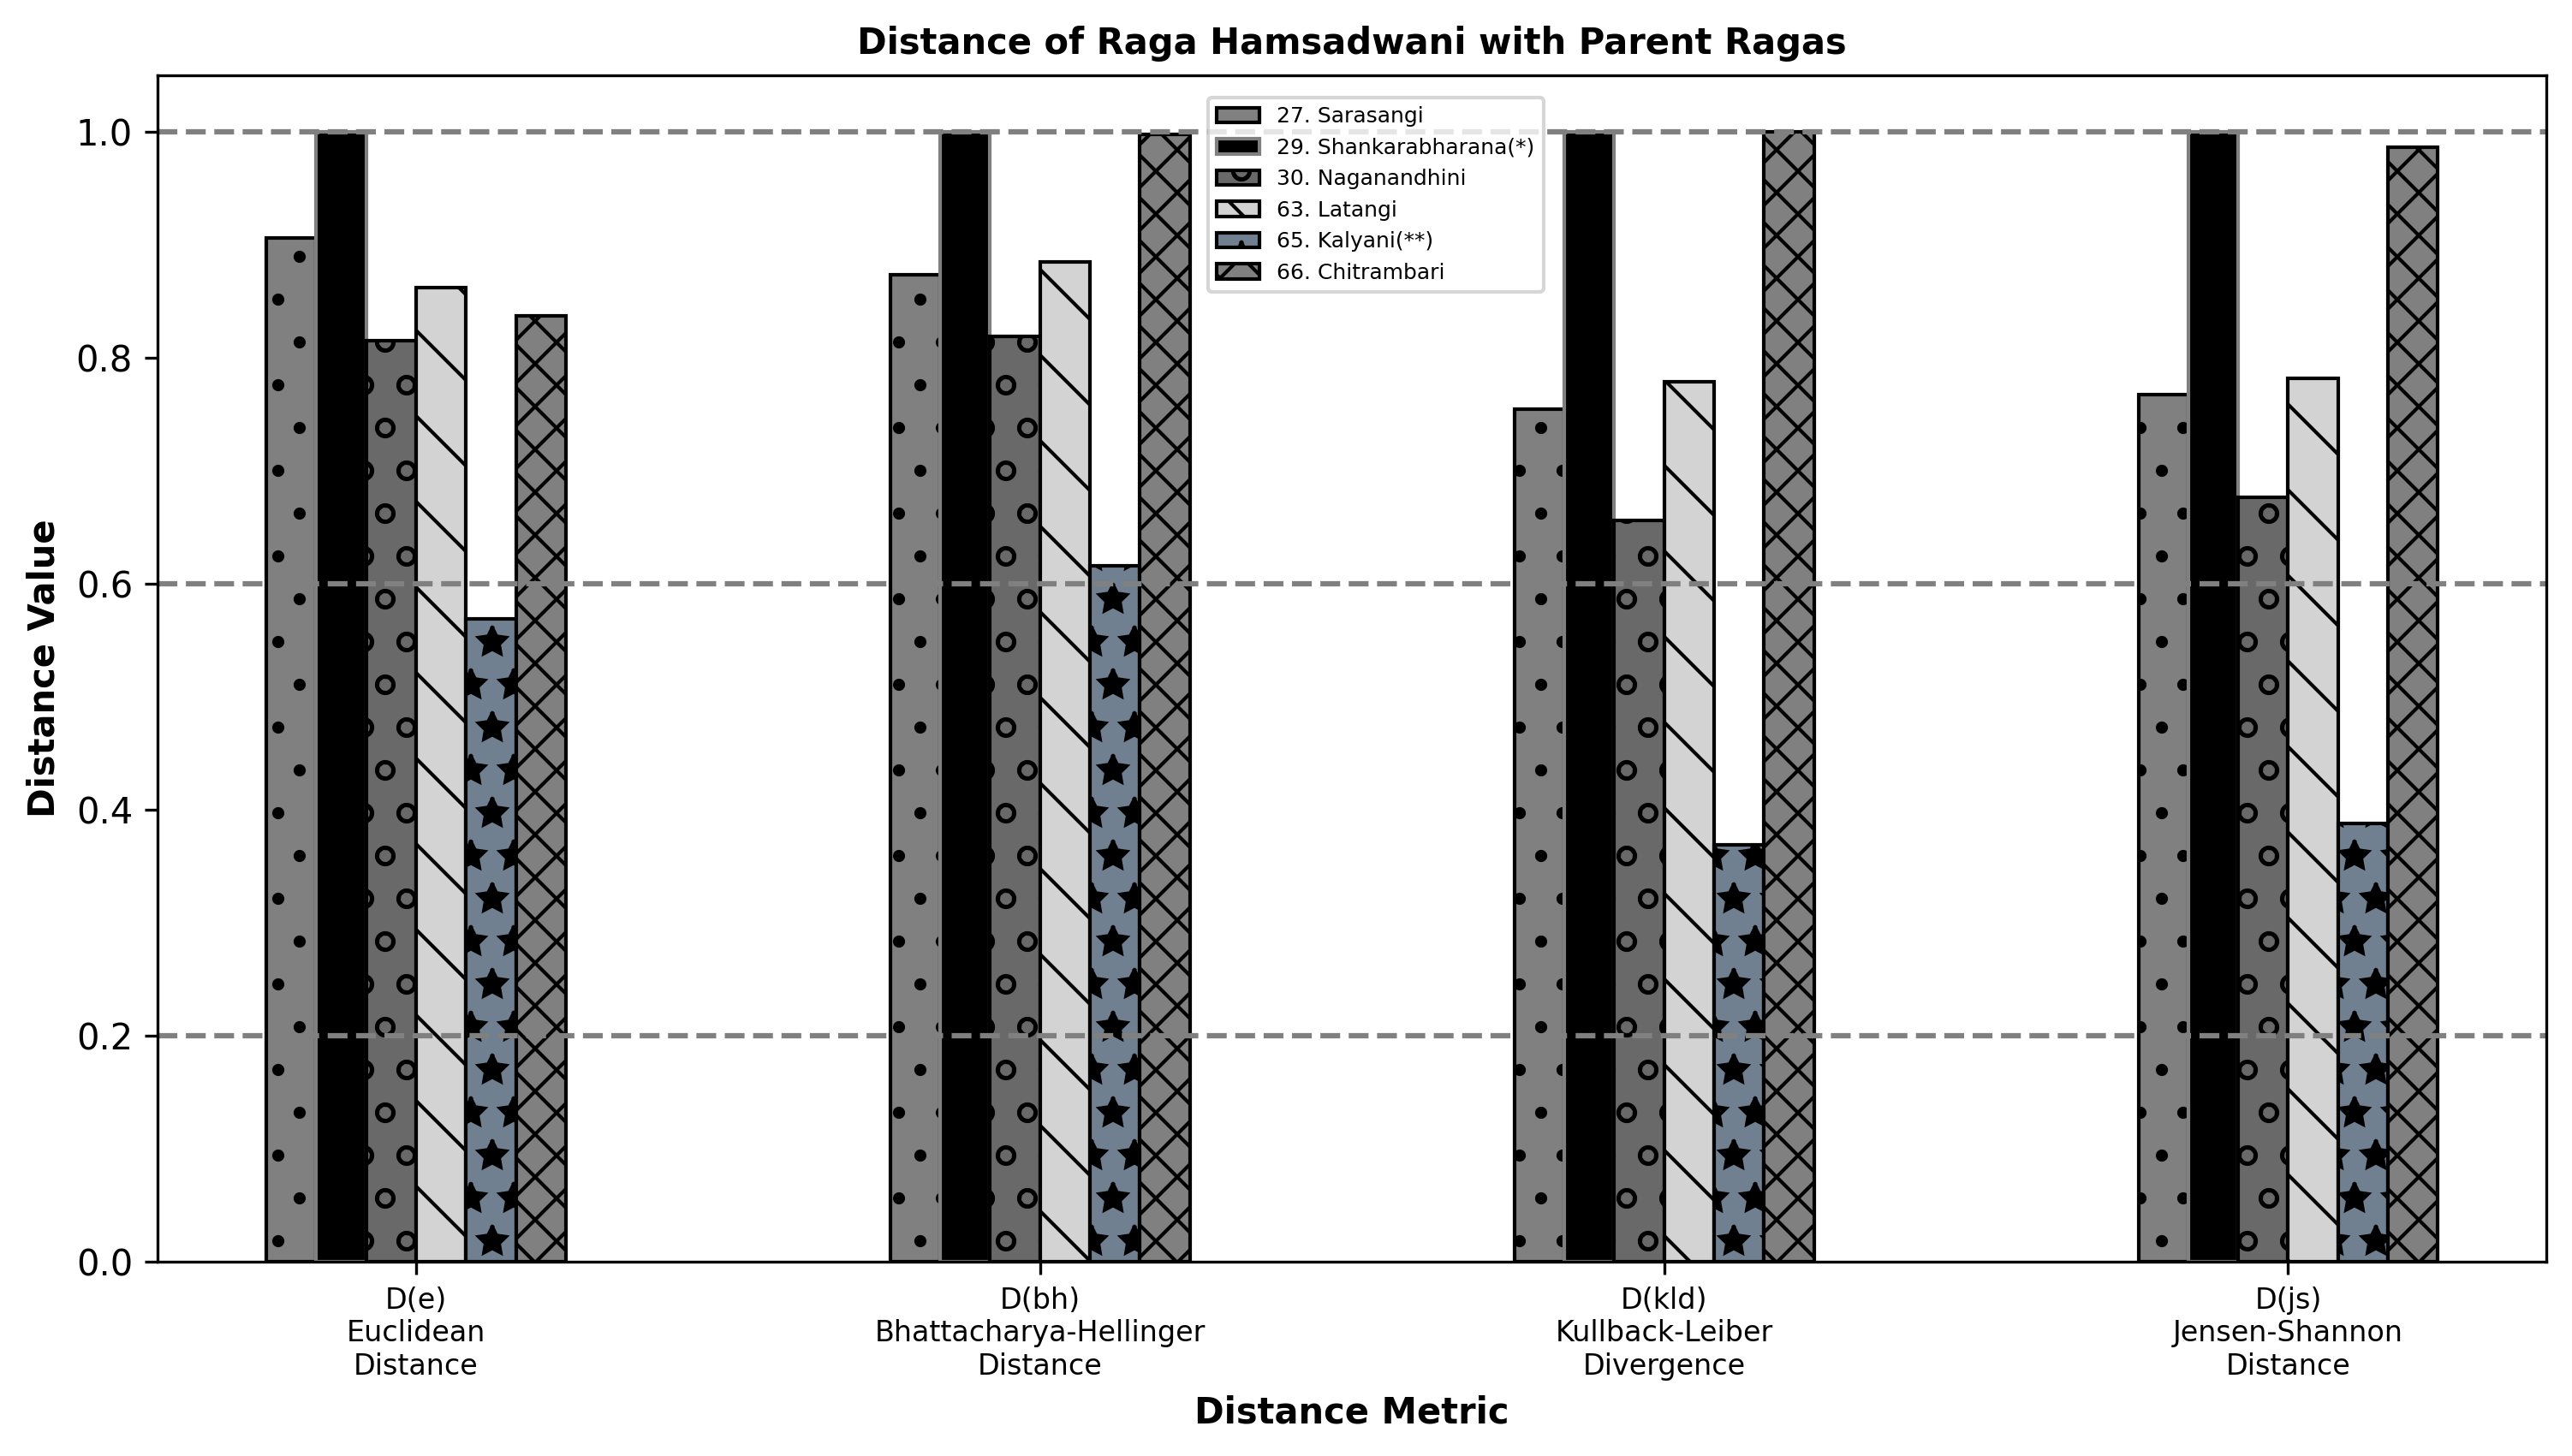 Distance of Raga Hamsadwani with Parent Ragas
27. Sarasangi
29. Shankarabharana(*)
30. Naganandhini
63. Latangi
65. Kalyani(**)
66. Chitrambari
Distance Value
1.0
0.8
0.6
0.4
0.2
0.0
D(e)
Euclidean
Distance
D(bh)
Bhattacharya-Hellinger
Distance
D(kld)
Kullback-Leiber
Divergence
D(js)
Jensen-Shannon
Distance
Distance Metric